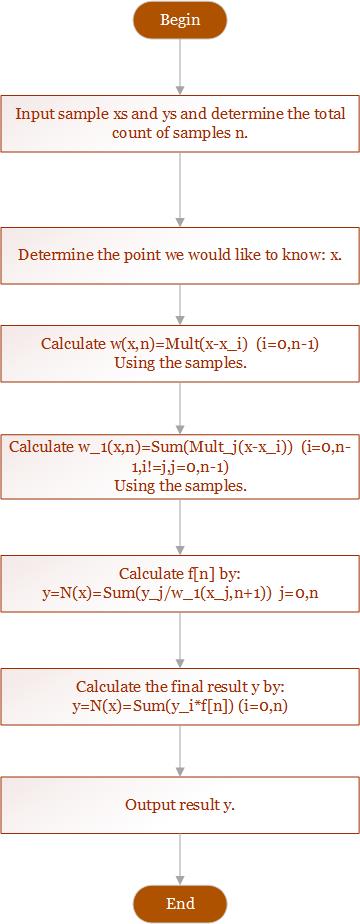 Begin
Input sample xs and ys and determine the total
count of samples n.
Determine the point we would like to know: x.
Calculate w(x,n)=Mult(x-x_i)  (i=0,n-1)
Using the samples.
Calculate w_1(x,n)=Sum(Mult_j(x-x_i))  (i=0,n-
1,i!=j,j=0,n-1)
Using the samples.
Calculate f[n] by:
y=N(x)=Sum(y_j/w_1(x_j,n+1))  j=0,n
Calculate the final result y by:
y=N(x)=Sum(y_i*f[n]) (i=0,n)
Output result y.
End